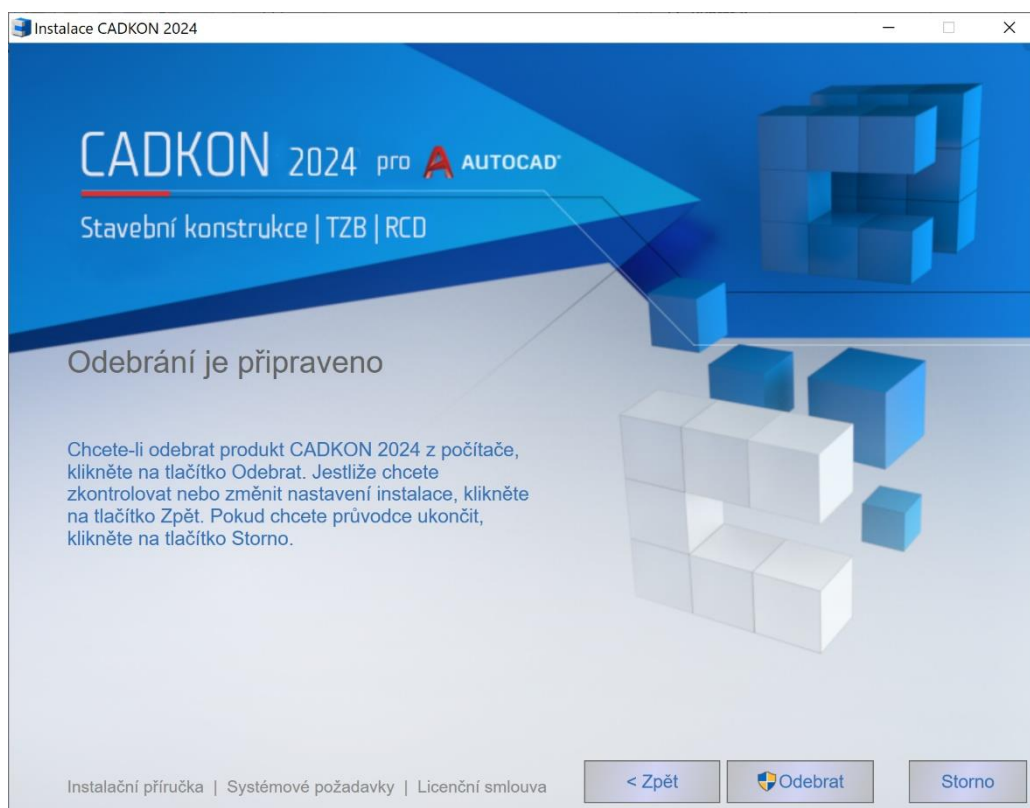 Instalace CADKON 2024
CADKON 2024 pro AUTOCAD®
Stavební konstrukce | TZB | RCD
Odebrání je připraveno
Chcete-li odebrat produkt CADKON 2024 z počítače,
klikněte na tlačítko Odebrat. Jestliže chcete
zkontrolovat nebo změnit nastavení instalace, klikněte
na tlačítko Zpět. Pokud chcete průvodce ukončit,
klikněte na tlačítko Storno.
Instalační příručka | Systémové požadavky | Licenční smlouva
< Zpět
Odebrat
Storno